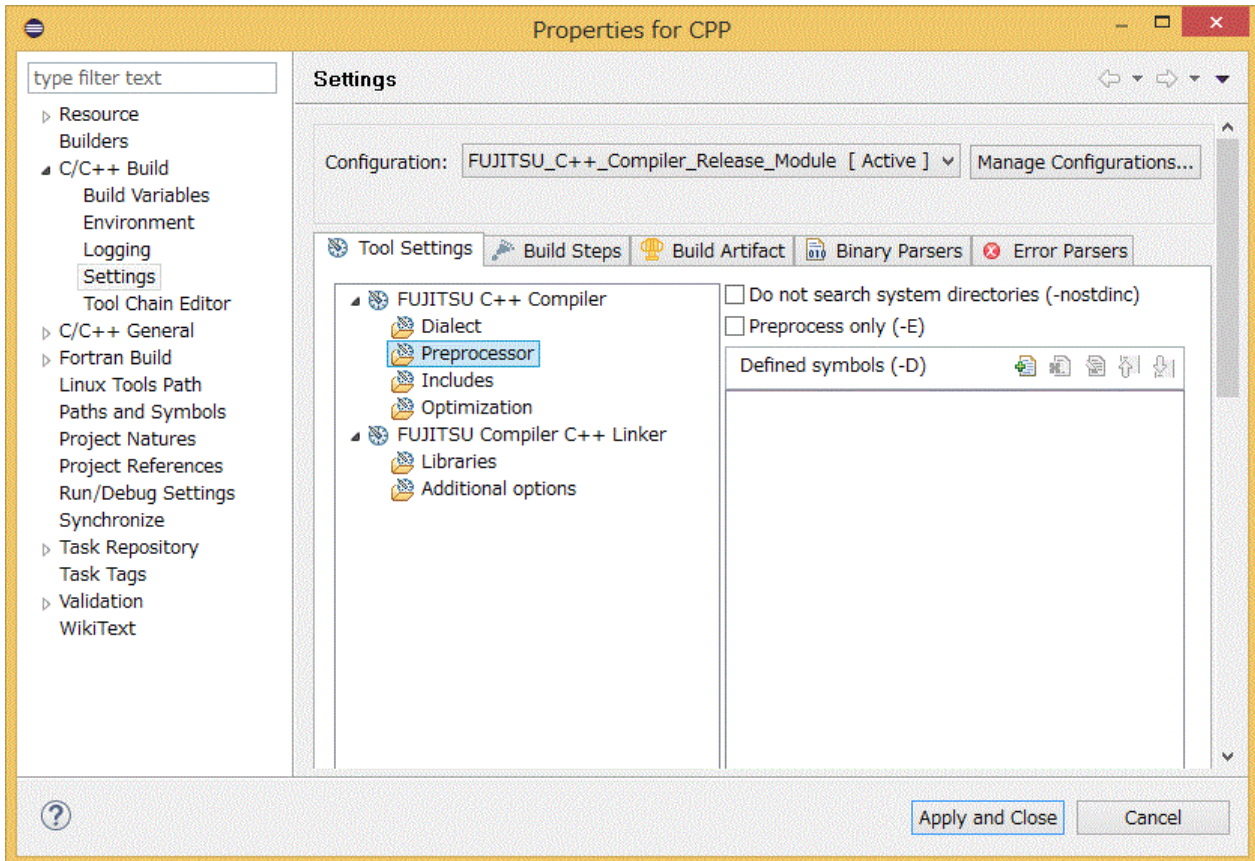 Properties for CPP
type filter text
Resource
Builders
C/C++ Build
Build Variables
Environment
Logging
Settings
Tool Chain Editor
C/C++ General
Fortran Build
Linux Tools Path
Paths and Symbols
Project Natures
Project References
Run/Debug Settings
Synchronize
Task Repository
Task Tags
Validation
WikiText
Settings
Configuration: FUJITSU_C++_Compiler_Release_Module [ Active ] Manage Configurations...
Tool Settings Build Steps Build Artifact Binary Parsers Error Parsers
FUJITSU C++ Compiler
Dialect
Preprocessor
Includes
Optimization
FUJITSU Compiler C++ Linker
Libraries
Additional options
Do not search system directories (-nostdinc)
Preprocess only (-E)
Defined symbols (-D)
Apply and Close Cancel